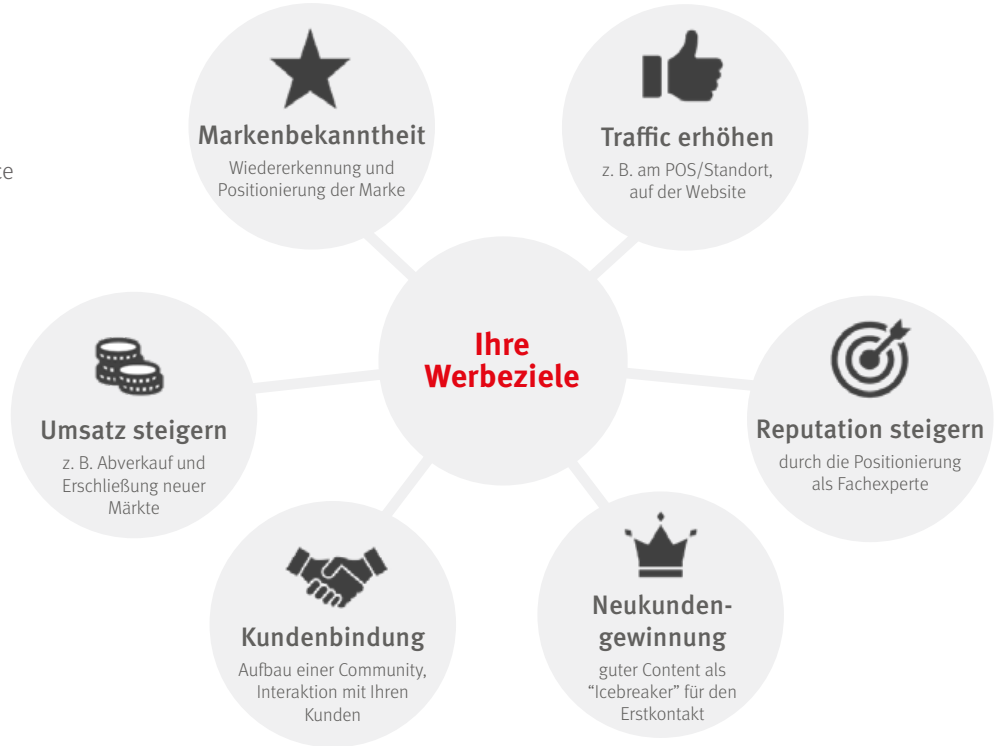 Markenbekanntheit
Wiedererkennung und
Positionierung der Marke
Traffic erhöhen
z. B. am POS/Standort,
auf der Website
Ihre
Werbeziele
Umsatz steigern
z. B. Abverkauf und
Erschließung neuer
Märkte
Reputation steigern
durch die Positionierung
als Fachexperte
Kundenbindung
Aufbau einer Community,
Interaktion mit Ihren
Kunden
Neukunden-
gewinnung
guter Content als
“Icebreaker” für den
Erstkontakt